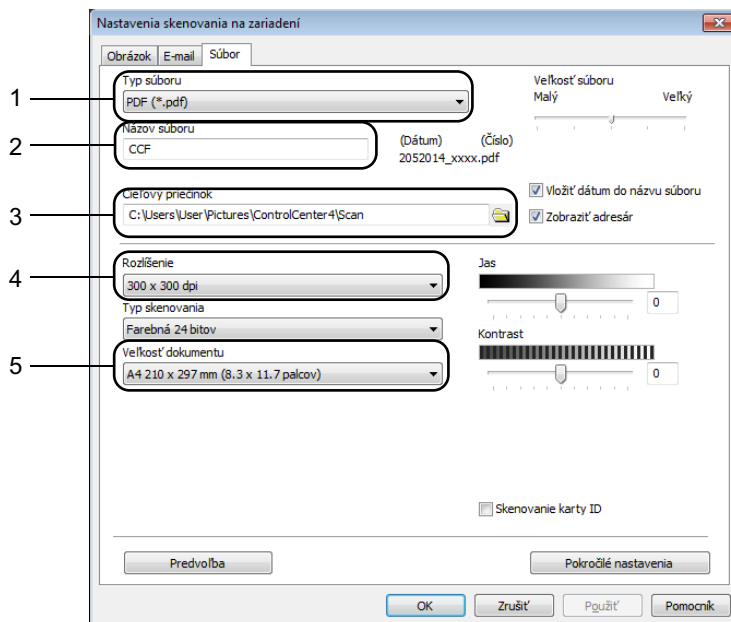 Nastavenia skenovania na zariadení
Obrázok E-mail Súbor
1
Typ súboru
PDF (*.pdf)
Veľkosť súboru
Malý Veľký
2
Názov súboru
CCF
(Dátum) (Číslo)
2052014_xxxx.pdf
3
Cieľový priečinok
C:\Users\User\Pictures\ControlCenter4\Scan
Vložiť dátum do názvu súboru
Zobraziť adresár
4
Rozlíšenie
300 x 300 dpi
Typ skenovania
Farebná 24 bitov
5
Veľkosť dokumentu
A4 210 x 297 mm (8.3 x 11.7 palcov)
Jas
0
Kontrast
0
Skenovanie karty ID
Predvoľba
Pokročilé nastavenia
OK Zrušiť Použiť Pomocník